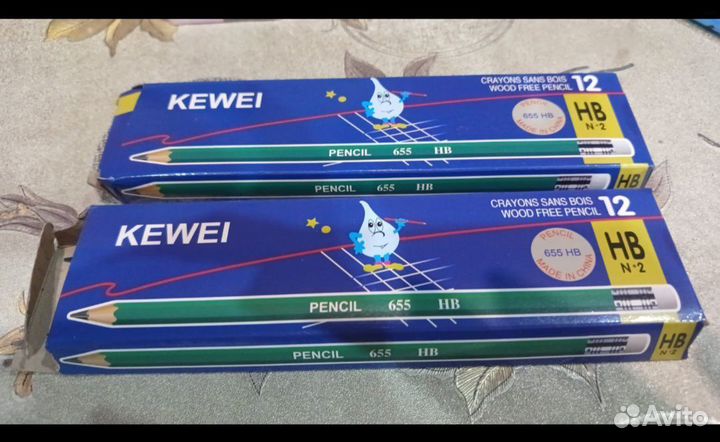 KEWEI
CRAYONS SANS BOIS
WOOD FREE PENCIL
12
PENCIL
655 HB
MADE IN CHINA
HB
N·2
PENCIL 655 HB
PENCIL 655 HB
HB
KEWEI
CRAYONS SANS BOIS
WOOD FREE PENCIL
12
PENCIL
655 HB
MADE IN CHINA
HB
N·2
PENCIL 655 HB
PENCIL 655 HB
HB
N·2
Avito